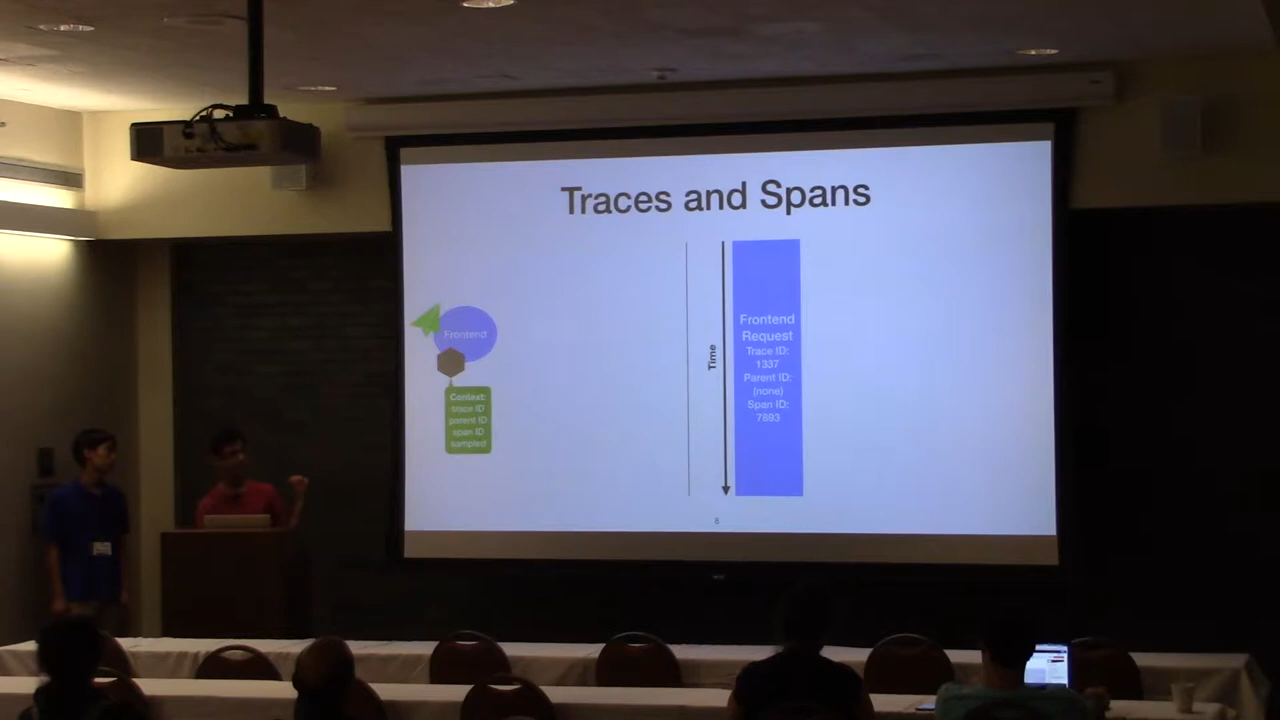 Traces and Spans
Frontend
Context:
trace ID
parent ID
span ID
sampled
Time
Frontend
Request
Trace ID:
1337
Parent ID:
(none)
Span ID:
7893
8